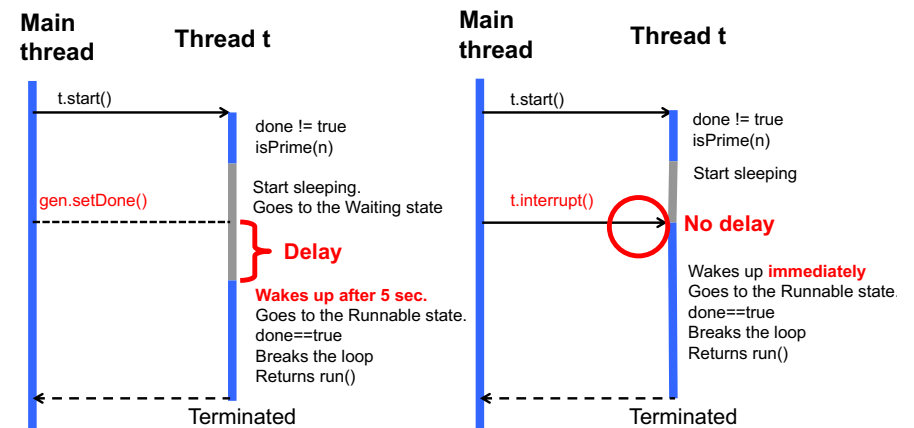 Main
thread
Thread t
t.start()
done != true
isPrime(n)
Start sleeping.
Goes to the Waiting state
gen.setDone()
Delay
Wakes up after 5 sec.
Goes to the Runnable state.
done==true
Breaks the loop
Returns run()
Terminated
Main
thread
Thread t
t.start()
done != true
isPrime(n)
Start sleeping
t.interrupt()
No delay
Wakes up immediately
Goes to the Runnable state.
done==true
Breaks the loop
Returns run()
Terminated